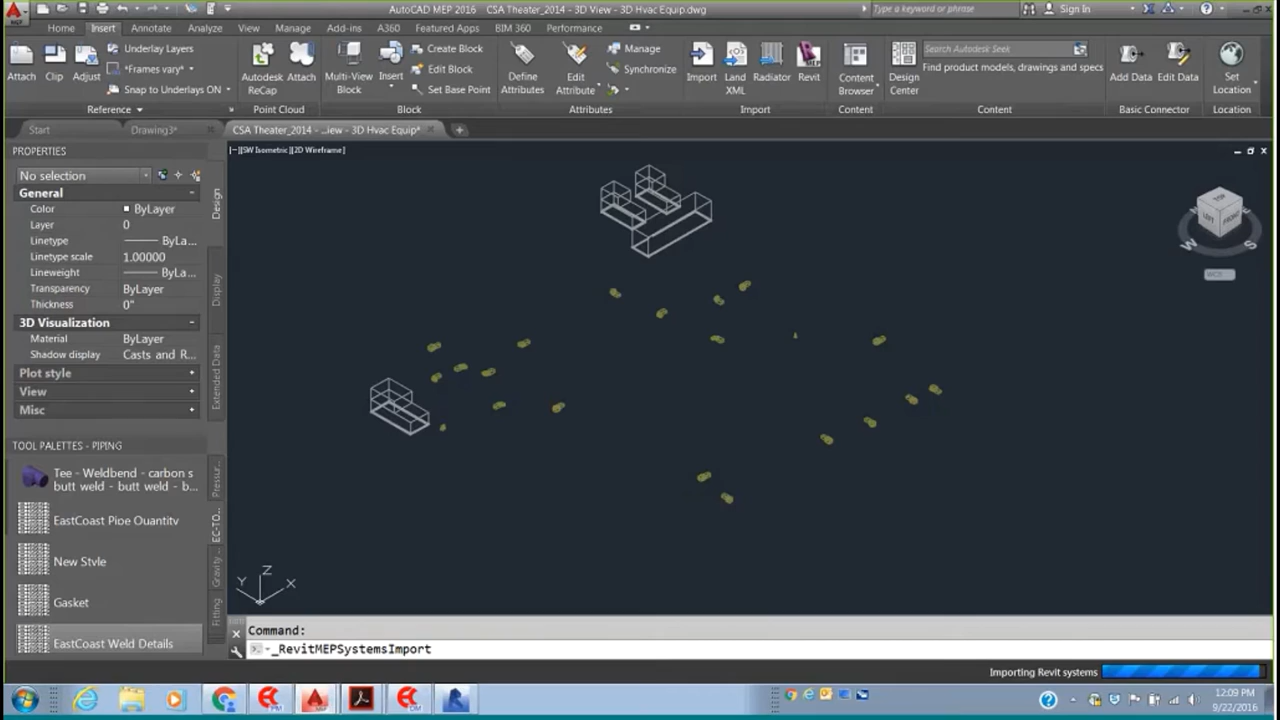 AutoCAD MEP 2016 CSA Theater_2014 - 3D View - 3D Hvac Equip.dwg
Type a keyword or phrase
Sign In
Home Insert Annotate Analyze View Manage Add-ins A360 Featured Apps BIM 360 Performance
Attach
Clip
Adjust
Underlay Layers
*Frames vary*
Snap to Underlays ON
Autodesk ReCap
Attach
Multi-View Block
Insert
Create Block
Edit Block
Set Base Point
Define Attributes
Edit Attribute
Manage
Synchronize
Import
Land XML
Radiator
Revit
Content Browser
Design Center
Search Autodesk Seek
Find product models, drawings and specs
Add Data
Edit Data
Set Location
Reference Point Cloud Block Attributes Import Content Content Basic Connector Location
Start
Drawing3*
CSA Theater_2014 - ...iew - 3D Hvac Equip*
PROPERTIES
[−][SW Isometric][2D Wireframe]
No selection
General
Color ByLayer
Layer 0
Linetype ByLa...
Linetype scale 1.00000
Lineweight ByLa...
Transparency ByLayer
Thickness 0"
3D Visualization
Material ByLayer
Shadow display Casts and R...
Plot style
View
Misc
Design
Display
Extended Data
TOP
LEFT
FRONT
W
S
WCS
TOOL PALETTES - PIPING
Tee - Weldbend - carbon s
butt weld - butt weld - b...
EastCoast Pipe Quantity
New Style
Gasket
EastCoast Weld Details
Pressur...
EC-TO...
Gravity...
Fitting
Z
Y
X
Command:
-_RevitMEPSystemsImport
Importing Revit systems
12:09 PM
9/22/2016